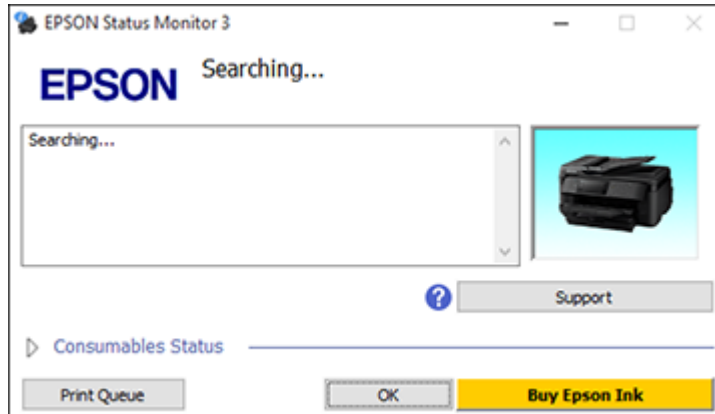 EPSON Status Monitor 3
EPSON
Searching...
Searching...
?
Support
Consumables Status
Print Queue
OK
Buy Epson Ink